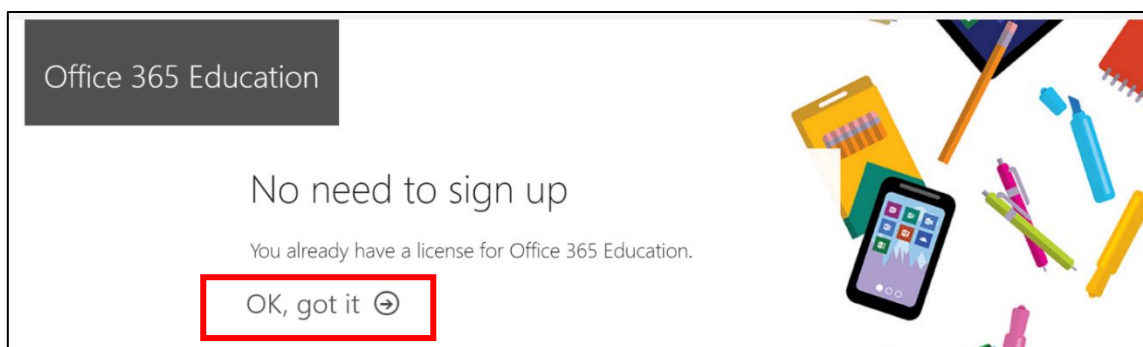 Office 365 Education
No need to sign up
You already have a license for Office 365 Education.
OK, got it